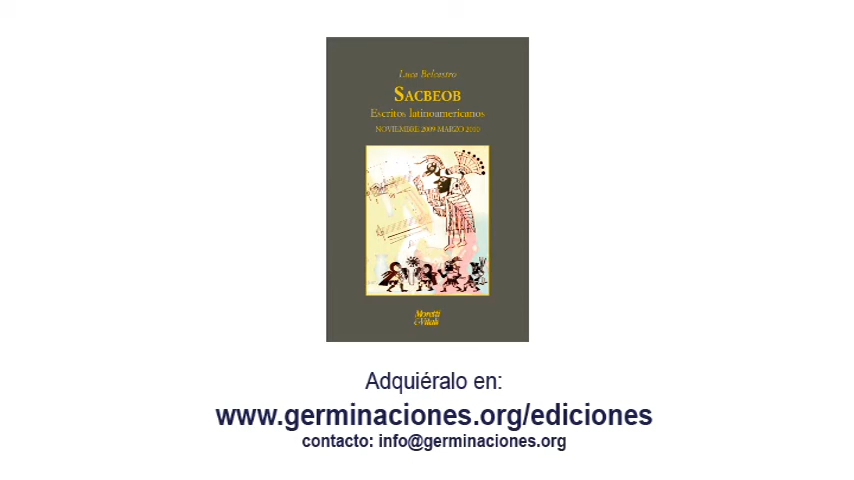 Luca Belcastro
SACBEOB
Escritos latinoamericanos
NOVIEMBRE 2009-MARZO 2010
Moretti
&Vitali
Adquiéralo en:
www.germinaciones.org/ediciones
contacto: info@germinaciones.org